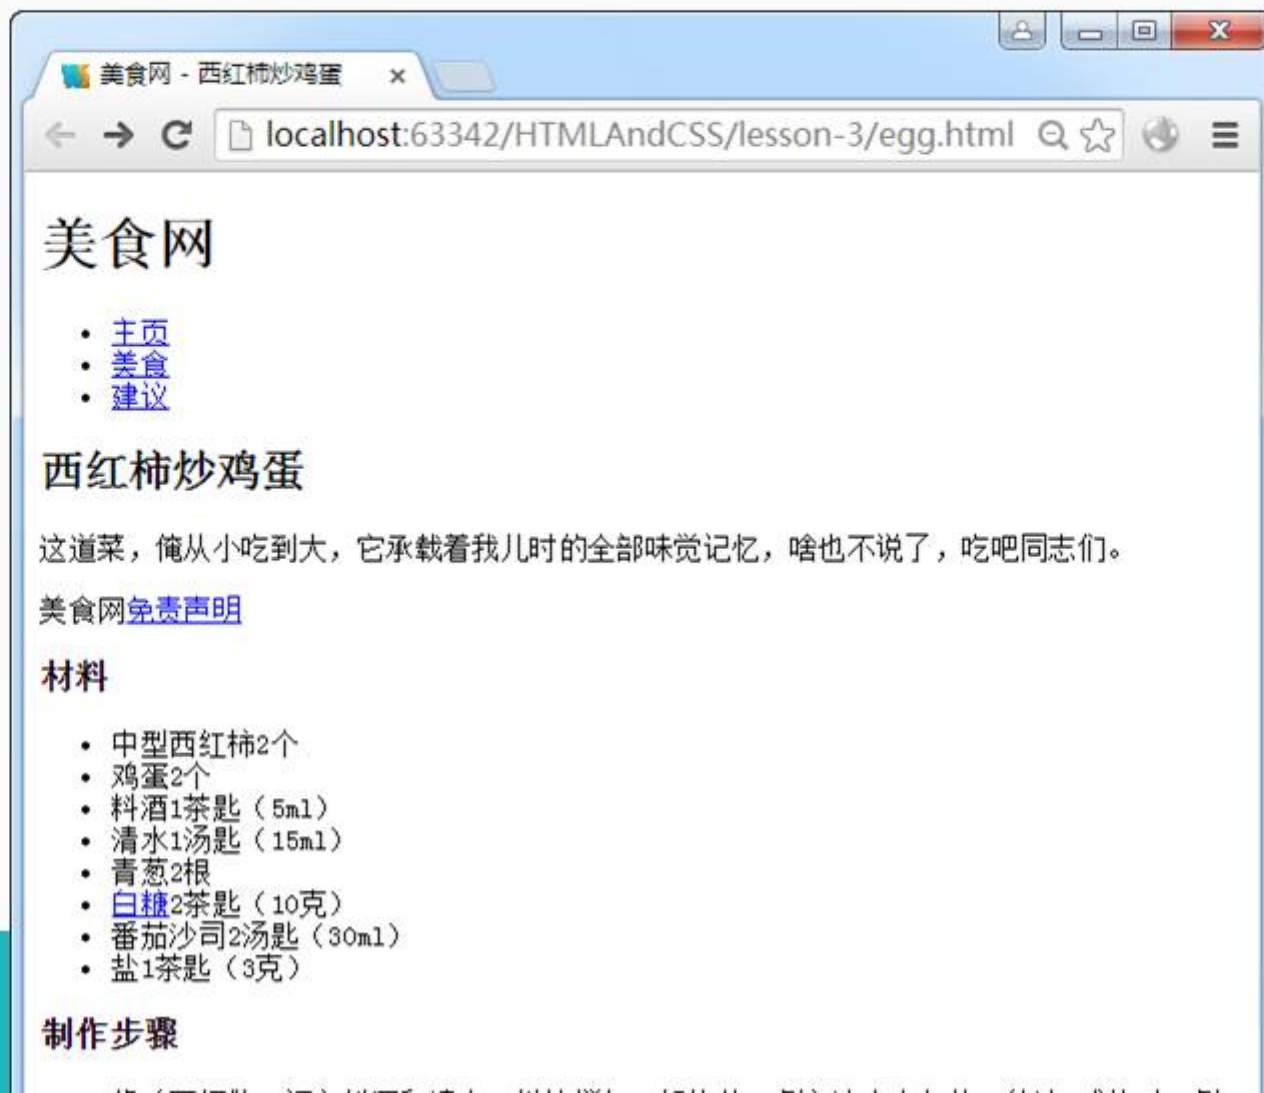 美食网 - 西红柿炒鸡蛋
localhost:63342/HTMLAndCSS/lesson-3/egg.html
美食网
主页
美食
建议
西红柿炒鸡蛋
这道菜，俺从小吃到大，它承载着我儿时的全部味觉记忆，啥也不说了，吃吧同志们。
美食网免责声明
材料
中型西红柿2个
鸡蛋2个
料酒1茶匙（5ml）
清水1汤匙（15ml）
青葱2根
白糖2茶匙（10克）
番茄沙司2汤匙（30ml）
盐1茶匙（3克）
制作步骤